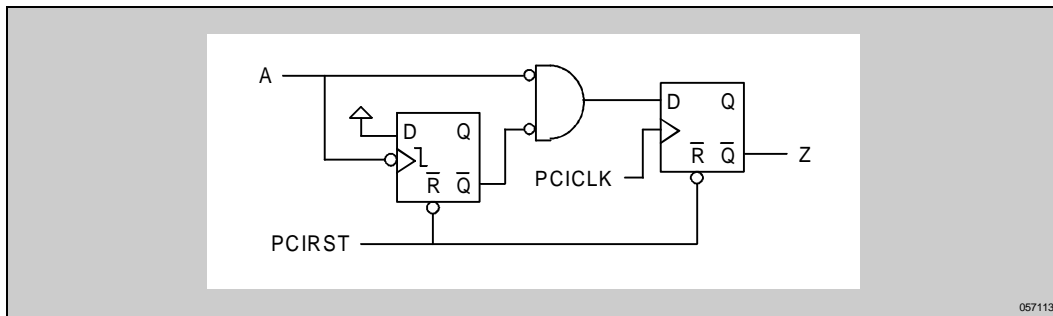 A
D Q
R̅ Q̅
D Q
R̅ Q̅
Z
PCICLK
PCIRST
057113